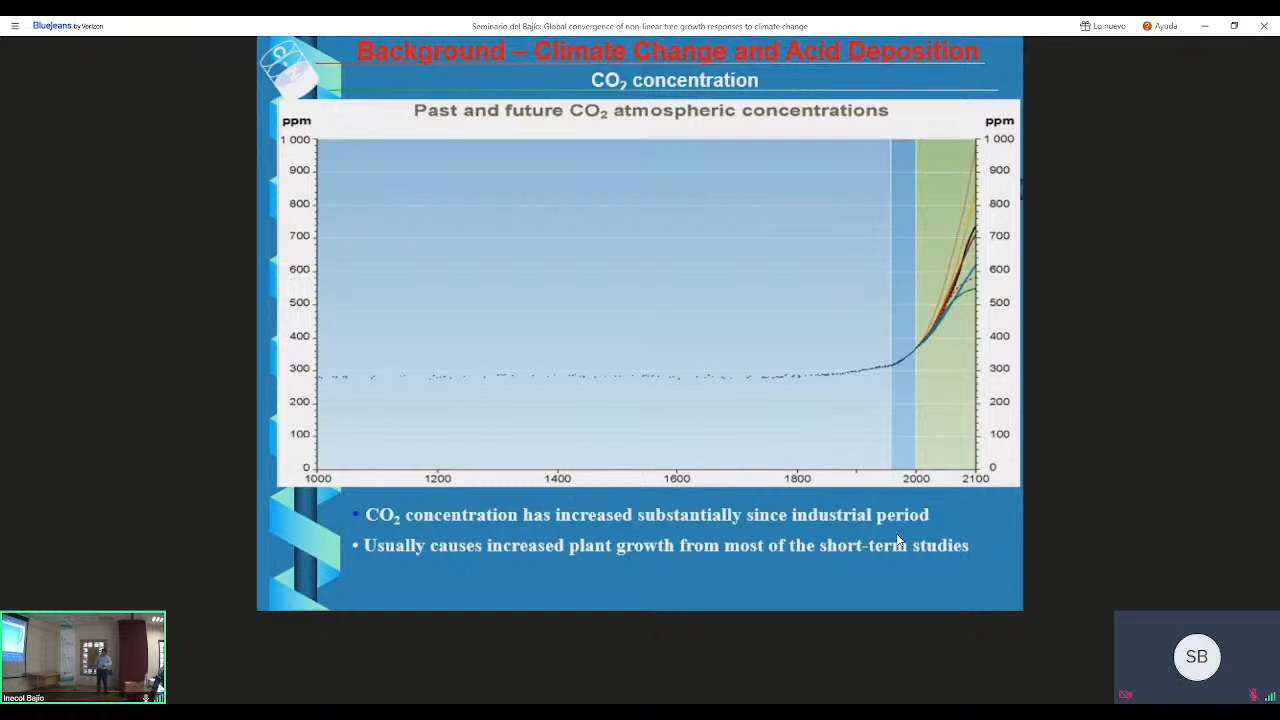 BlueJeans by Verizon
Seminario del Bajío: Global convergence of non-linear tree growth responses to climate change
Lo nuevo
Ayuda
Background – Climate Change and Acid Deposition
CO₂ concentration
Past and future CO₂ atmospheric concentrations
ppm ppm
1 000 1 000
900 900
800 800
700 700
600 600
500 500
400 400
300 300
200 200
100 100
0 0
1000 1200 1400 1600 1800 2000 2100
• CO₂ concentration has increased substantially since industrial period
• Usually causes increased plant growth from most of the short-term studies
Inecol Bajío
SB